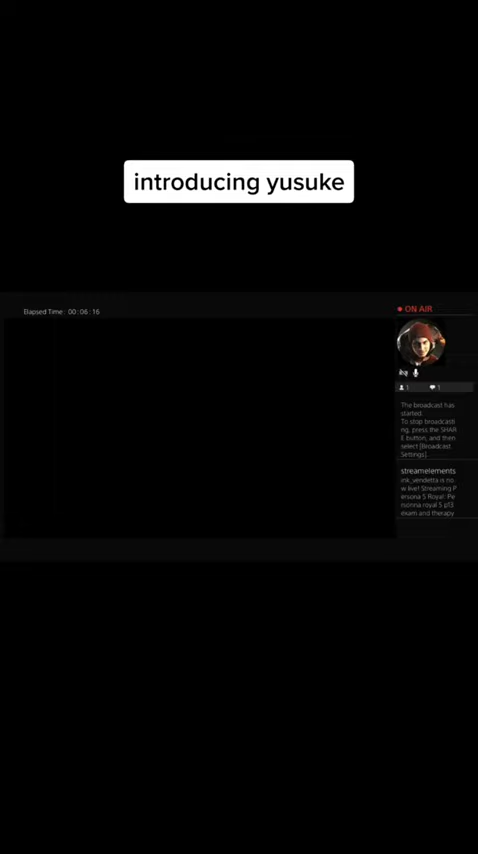 introducing yusuke
Elapsed Time : 00 : 06 : 16
ON AIR
1 1
The broadcast has
started.
To stop broadcasti
ng, press the SHAR
E button, and then
select [Broadcast
Settings].
streamelements
ink_vendetta is no
w live! Streaming P
ersona 5 Royal: Pe
rsonna royal 5 p13
exam and therapy